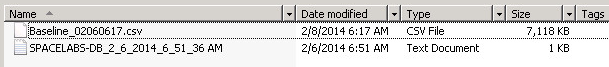 Name Date modified Type Size Tags
Baseline_02060617.csv 2/8/2014 6:17 AM CSV File 7,118 KB
SPACELABS-DB_2_6_2014_6_51_36 AM 2/6/2014 6:51 AM Text Document 1 KB